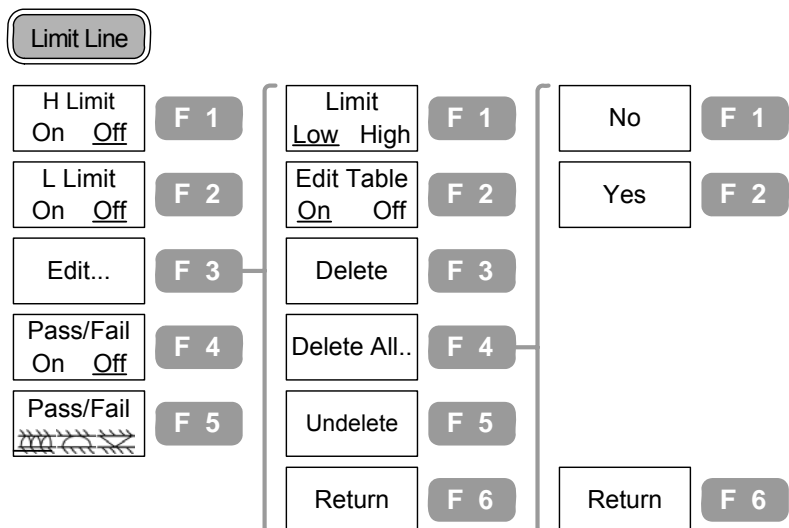 Limit Line
H Limit
On Off
F 1
L Limit
On Off
F 2
Edit...
F 3
Pass/Fail
On Off
F 4
Pass/Fail
F 5
Limit
Low High
F 1
Edit Table
On Off
F 2
Delete
F 3
Delete All..
F 4
Undelete
F 5
Return
F 6
No
F 1
Yes
F 2
Return
F 6